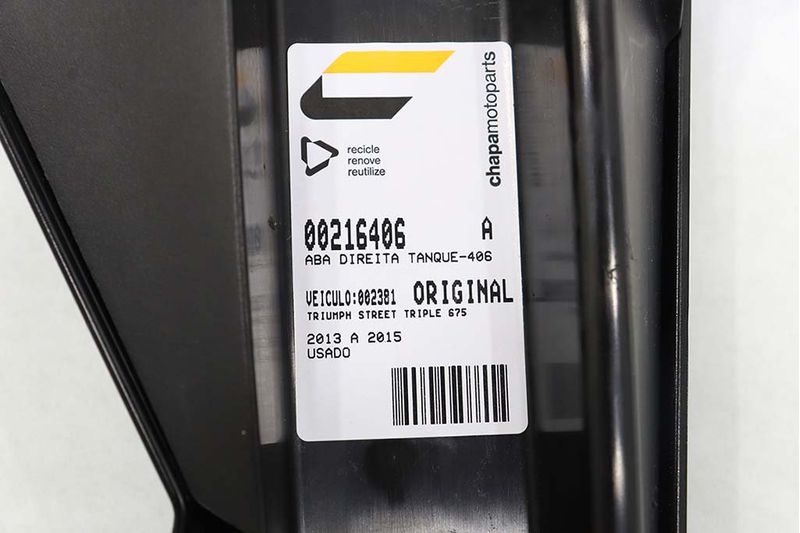 chapamotoparts
recicle
renove
reutilize
00216406 A
ABA DIREITA TANQUE-406
VEICULO:002381 ORIGINAL
TRIUMPH STREET TRIPLE 675
2013 A 2015
USADO